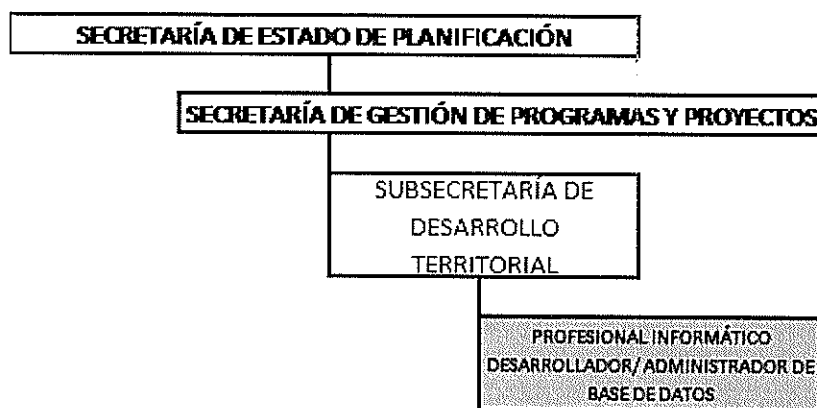 SECRETARÍA DE ESTADO DE PLANIFICACIÓN
SECRETARÍA DE GESTIÓN DE PROGRAMAS Y PROYECTOS
SUBSECRETARÍA DE
DESARROLLO
TERRITORIAL
PROFESIONAL INFORMÁTICO
DESARROLLADOR/ ADMINISTRADOR DE
BASE DE DATOS